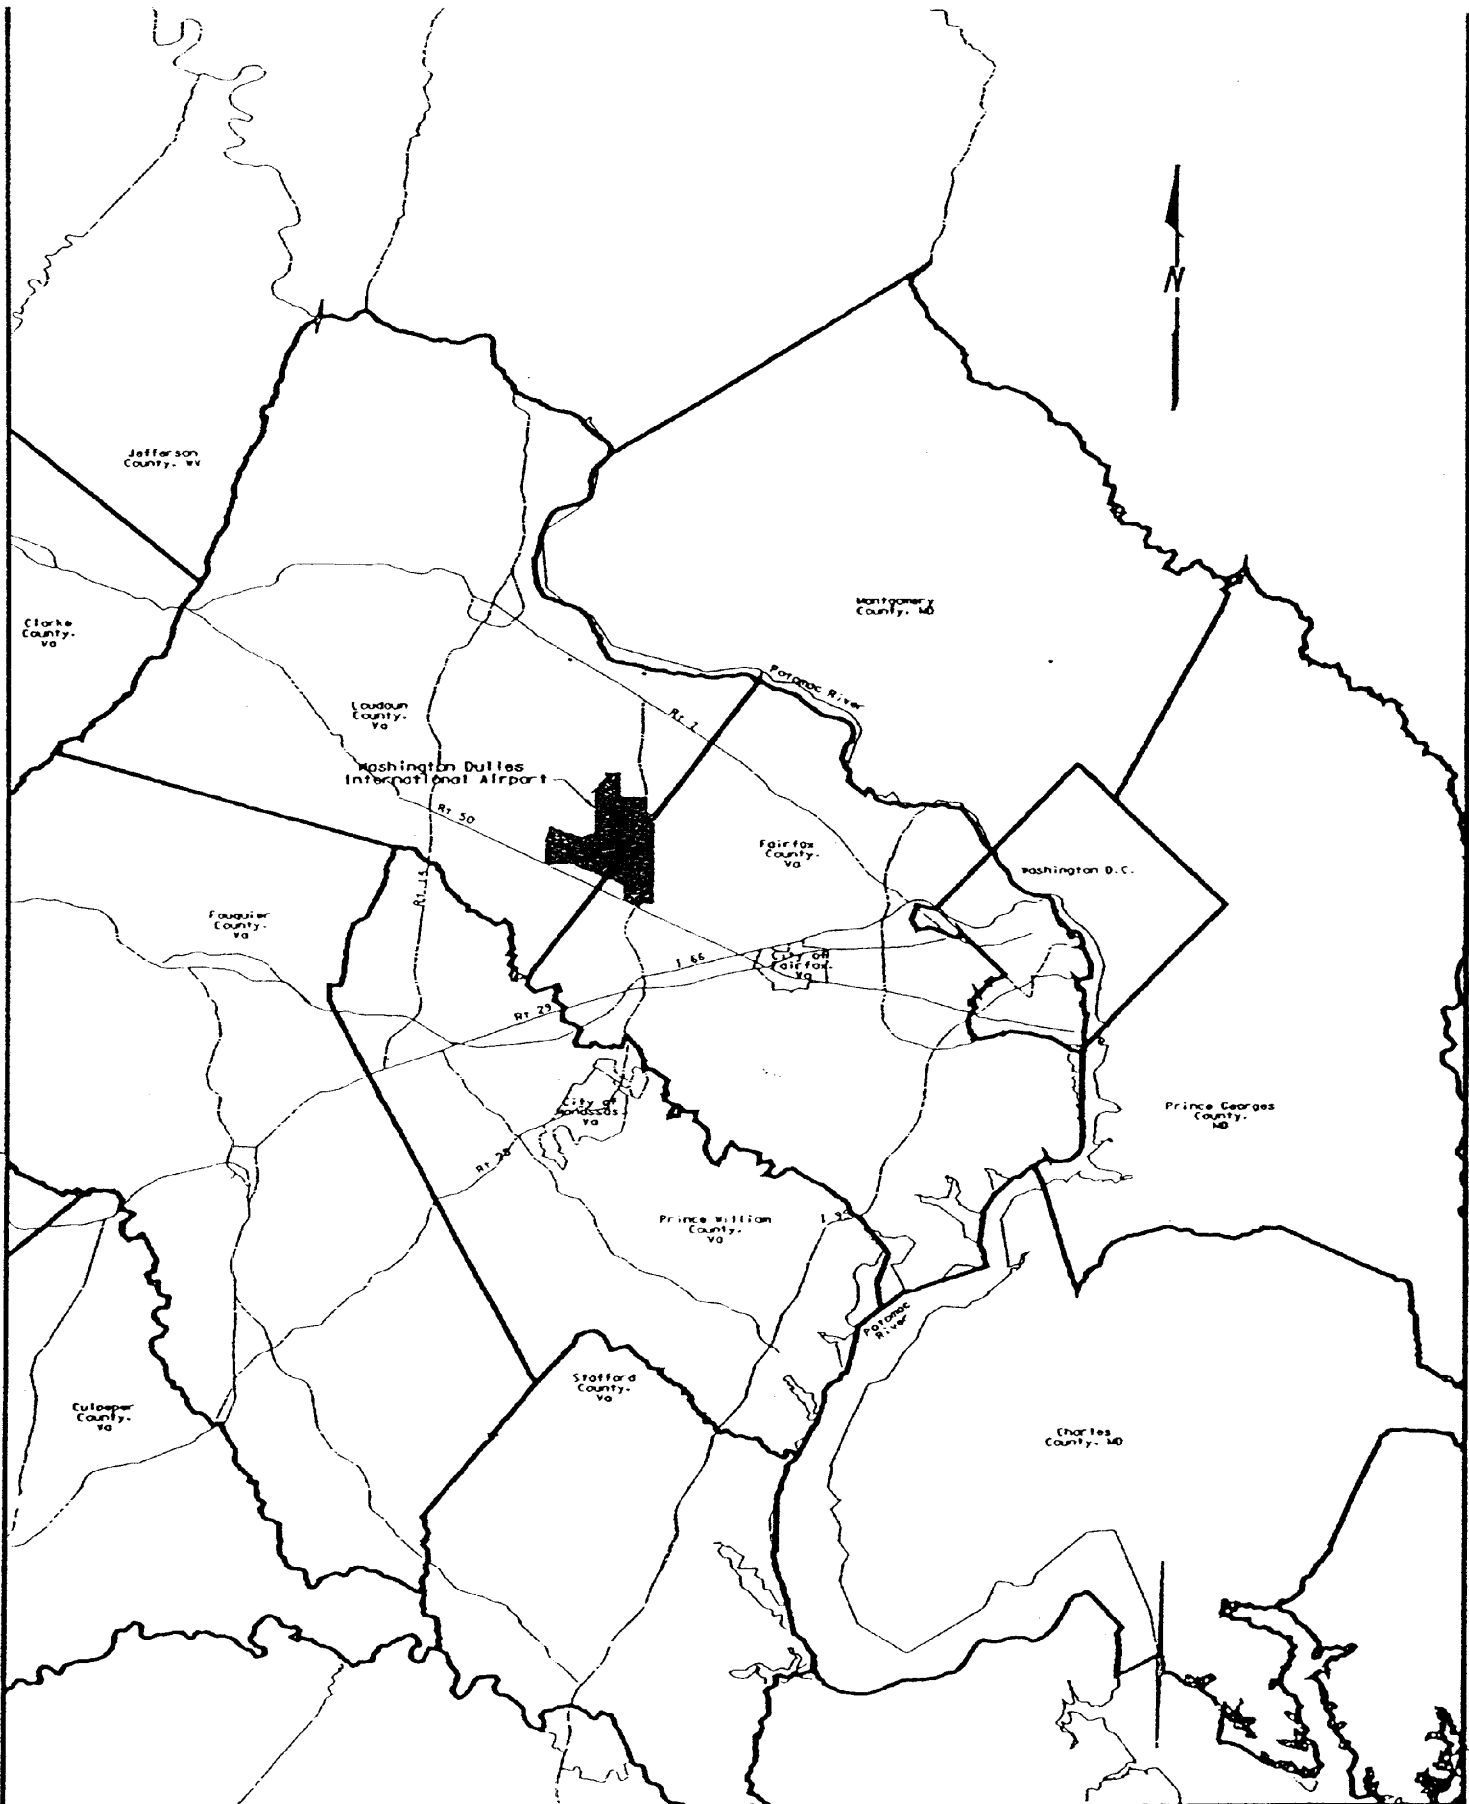 N
Jefferson
County. WV
Montgomery
County. MD
Clarke
County.
Va
Potomac River
Loudoun
County.
Va
Rt 7
Washington Dulles
International Airport
Rt 50
Fairfax
County.
Va
Washington D.C.
Rt 15
Fauquier
County.
Va
I 66
City of
Fairfax.
Va
Rt 29
City of
Manassas.
Va
Prince Georges
County.
MD
Rt 28
Prince William
County.
Va
I 95
Potomac
River
Stafford
County.
Va
Culpeper
County.
Va
Charles
County. MD